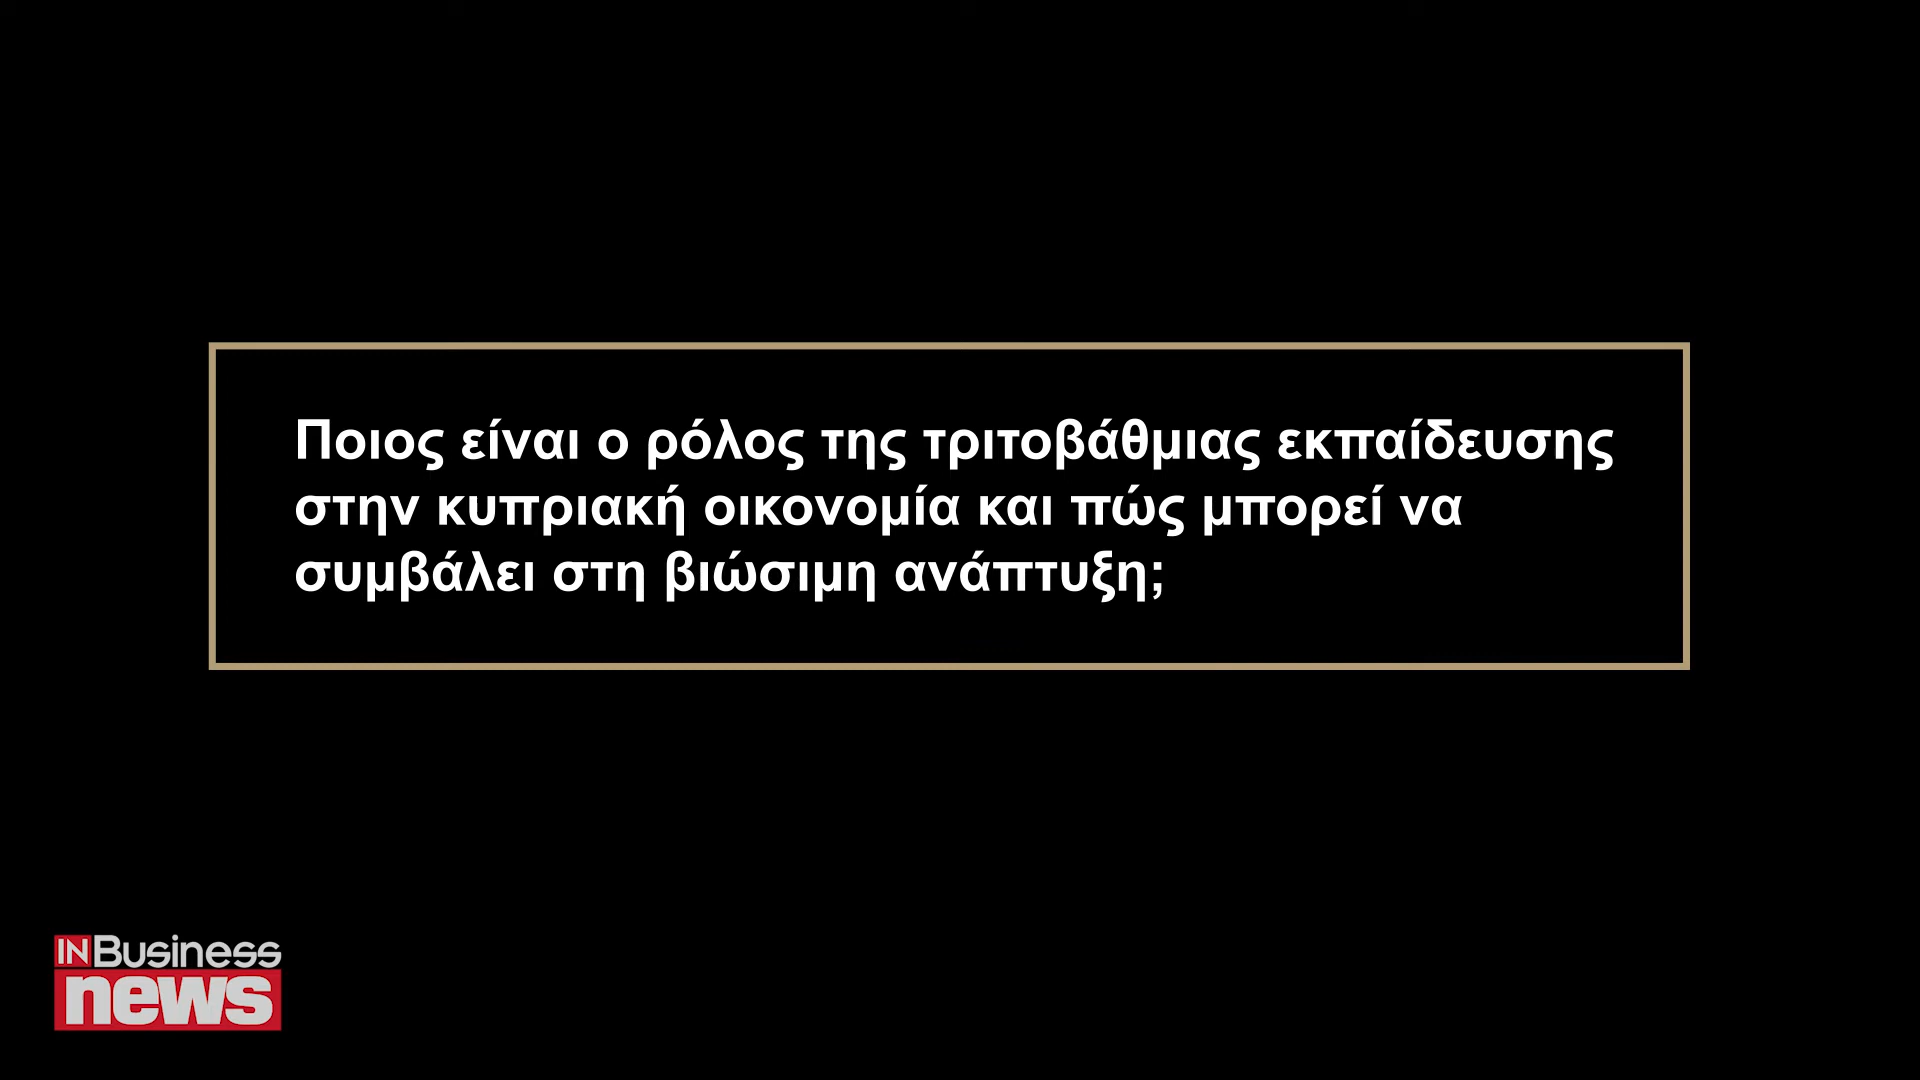 Ποιος είναι ο ρόλος της τριτοβάθμιας εκπαίδευσης
στην κυπριακή οικονομία και πώς μπορεί να
συμβάλει στη βιώσιμη ανάπτυξη;
INBusiness
news